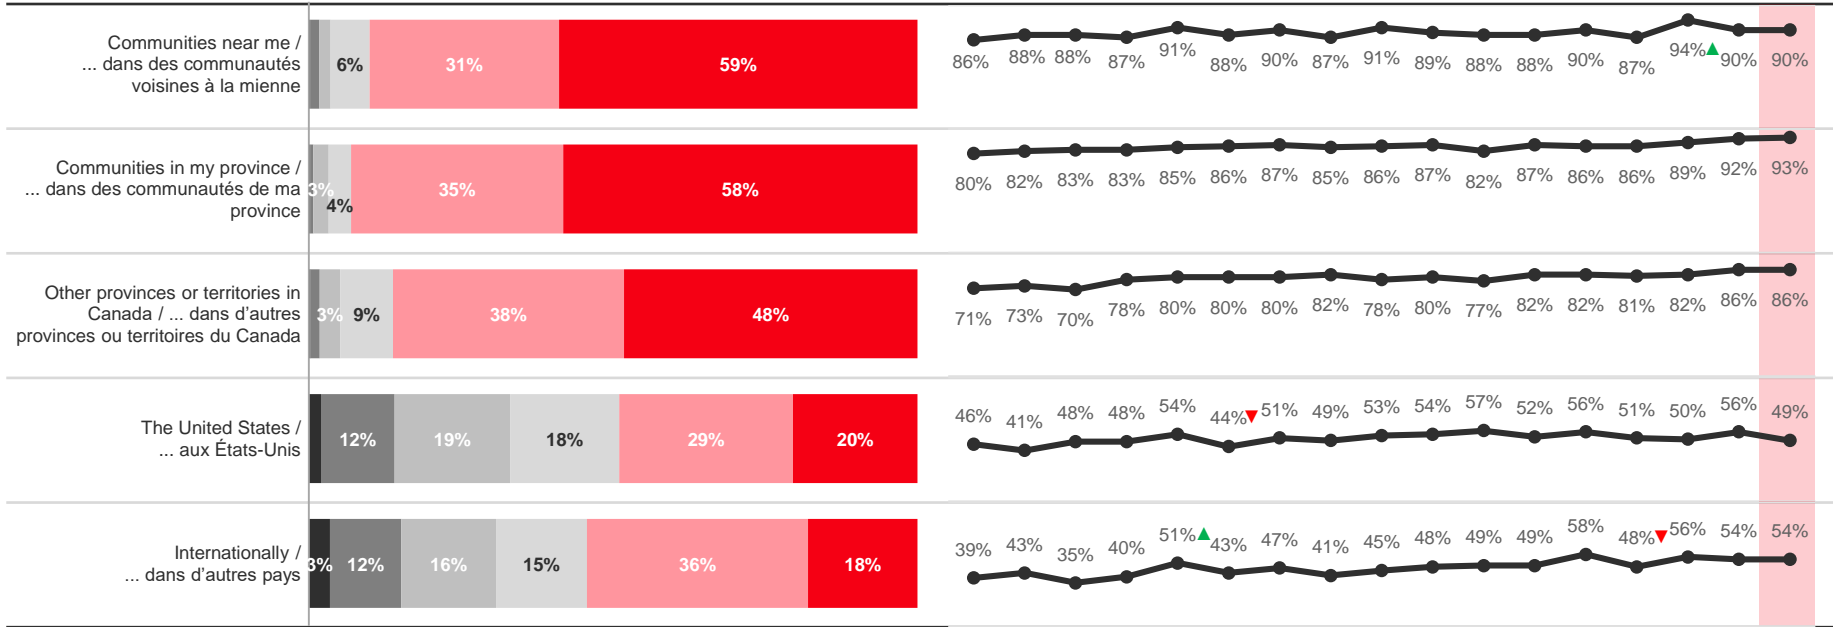 Communities near me /
... dans des communautés
voisines à la mienne
6% 31% 59%
86% 88% 88% 87% 91% 88% 90% 87% 91% 89% 88% 88% 90% 87% 94% 90% 90%
Communities in my province /
... dans des communautés de ma
province
3% 4% 35% 58%
80% 82% 83% 83% 85% 86% 87% 85% 86% 87% 82% 87% 86% 86% 89% 92% 93%
Other provinces or territories in
Canada / ... dans d'autres
provinces ou territoires du Canada
3% 9% 38% 48%
71% 73% 70% 78% 80% 80% 80% 82% 78% 80% 77% 82% 82% 81% 82% 86% 86%
The United States /
... aux États-Unis
12% 19% 18% 29% 20%
46% 41% 48% 48% 54% 44% 51% 49% 53% 54% 57% 52% 56% 51% 50% 56% 49%
Internationally /
... dans d'autres pays
3% 12% 16% 15% 36% 18%
39% 43% 35% 40% 51% 43% 47% 41% 45% 48% 49% 49% 58% 48% 56% 54% 54%